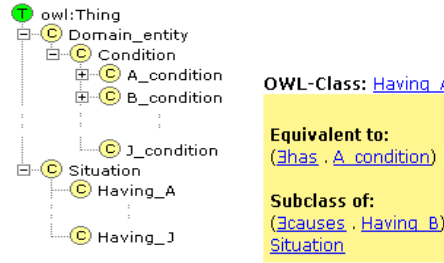 owl:Thing
Domain_entity
Condition
A_condition
B_condition
J_condition
Situation
Having_A
Having_J
OWL-Class: Having_A
Equivalent to:
(∃has . A_condition)
Subclass of:
(∃causes . Having_B)
Situation